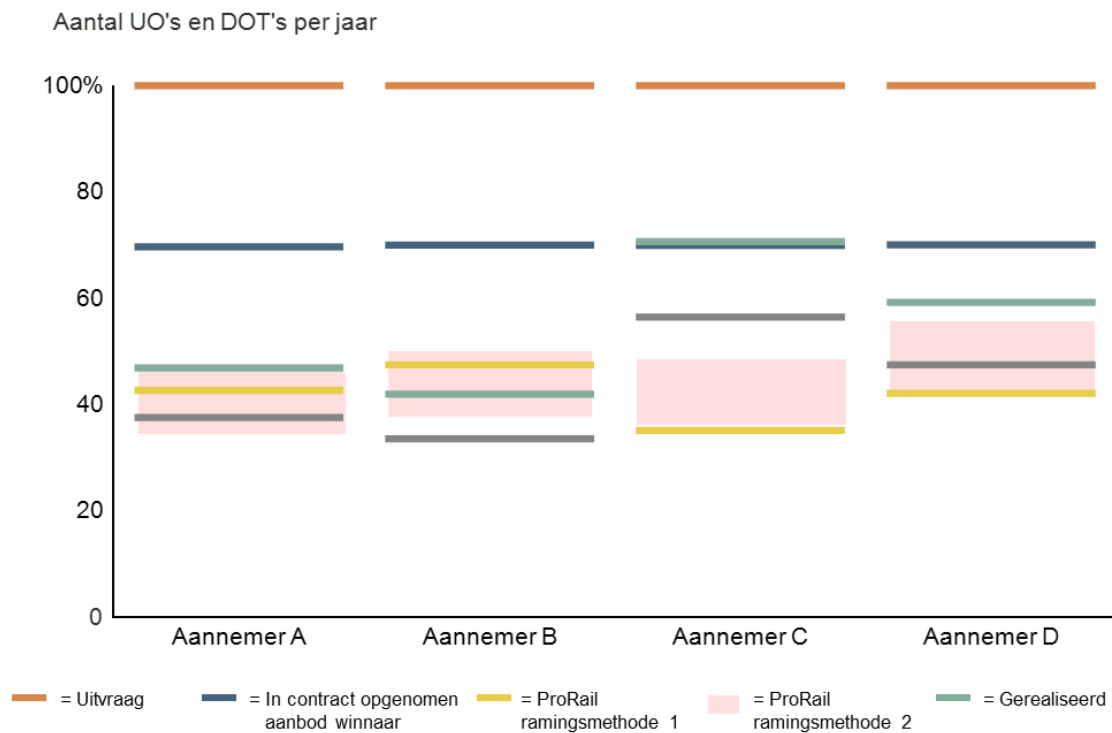 Aantal UO's en DOT's per jaar
100%
80
60
40
20
0
Aannemer A
Aannemer B
Aannemer C
Aannemer D
= Uitvraag
= In contract opgenomen
aanbod winnaar
= ProRail
ramingsmethode 1
= ProRail
ramingsmethode 2
= Gerealiseerd